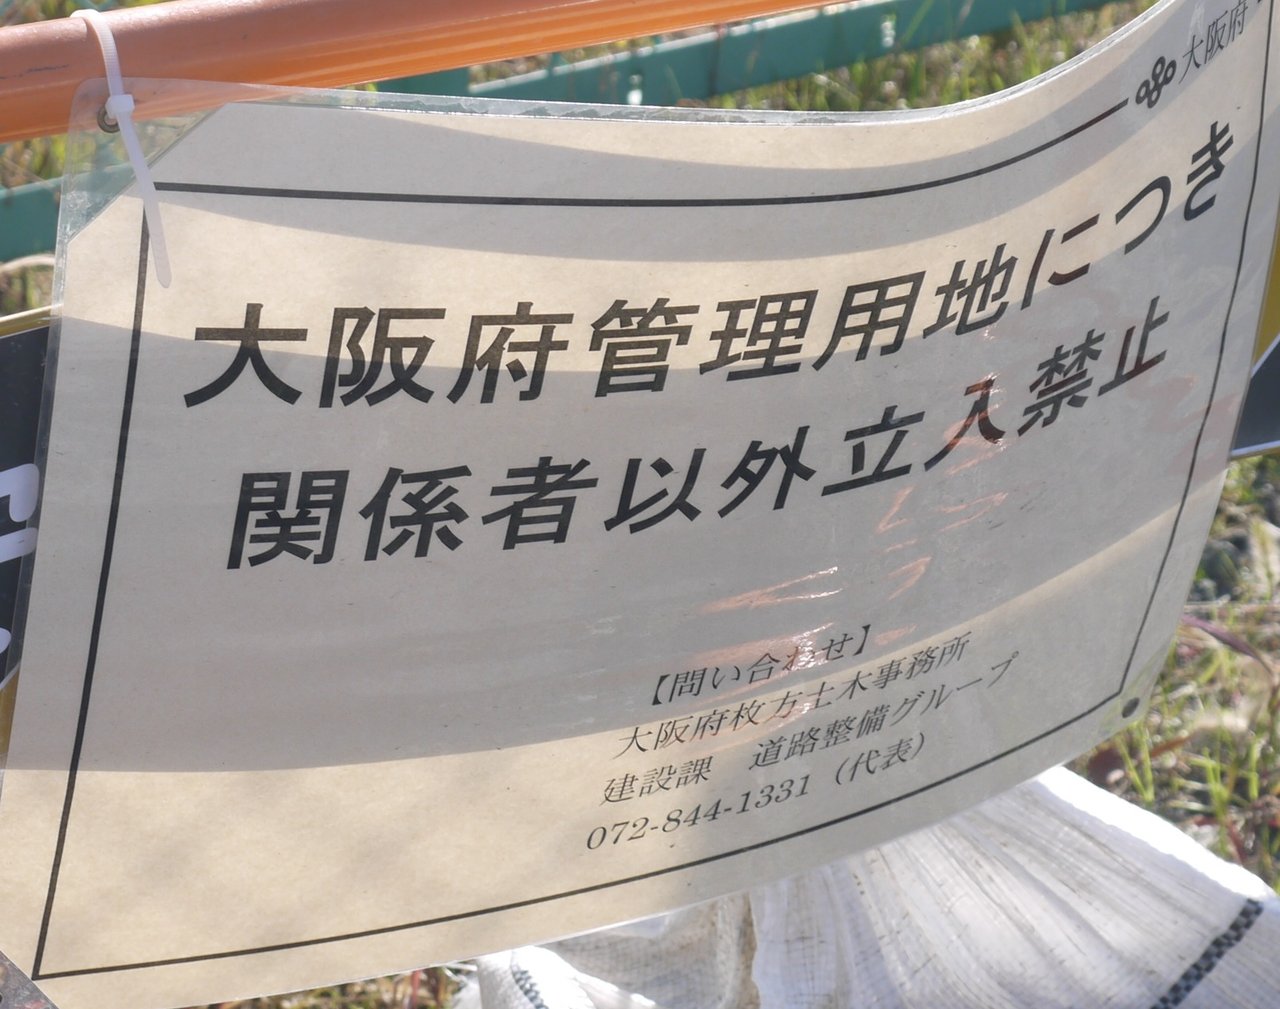 大阪府
大阪府管理用地につき
関係者以外立入禁止
【問い合わせ】
大阪府枚方土木事務所
建設課　道路整備グループ
072-844-1331（代表）